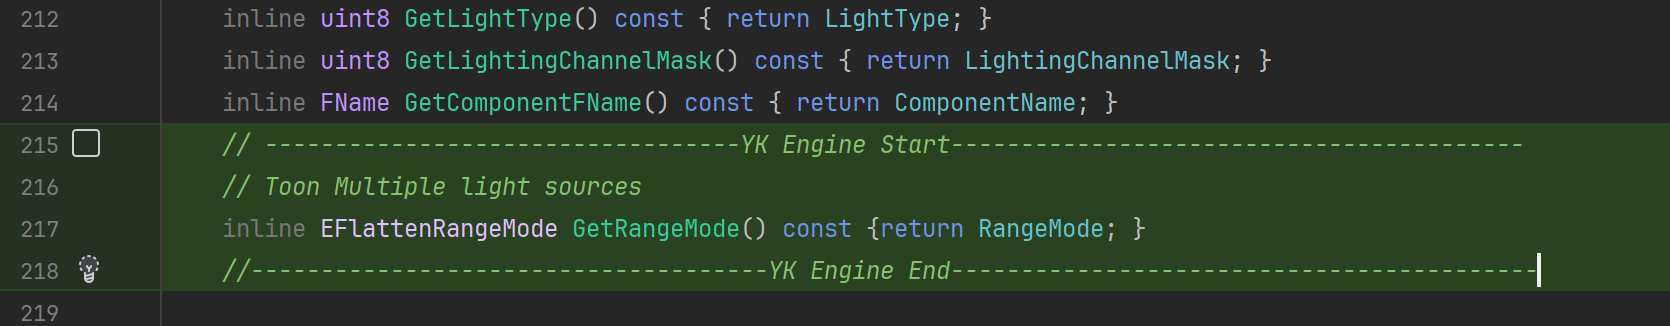 212 inline uint8 GetLightType() const { return LightType; }
213 inline uint8 GetLightingChannelMask() const { return LightingChannelMask; }
214 inline FName GetComponentFName() const { return ComponentName; }
215 // ----------------------------------YK Engine Start-----------------------------------------
216 // Toon Multiple light sources
217 inline EFlattenRangeMode GetRangeMode() const {return RangeMode; }
218 //-------------------------------------YK Engine End------------------------------------------
219